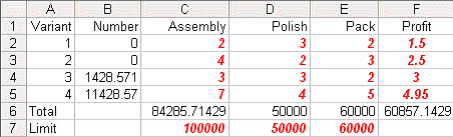 A B C D E F
1 Variant Number Assembly Polish Pack Profit
2 1 0 2 3 2 1.5
3 2 0 4 2 3 2.5
4 3 1428.571 3 3 2 3
5 4 11428.57 7 4 5 4.95
6 Total 84285.71429 50000 60000 60857.1429
7 Limit 100000 50000 60000